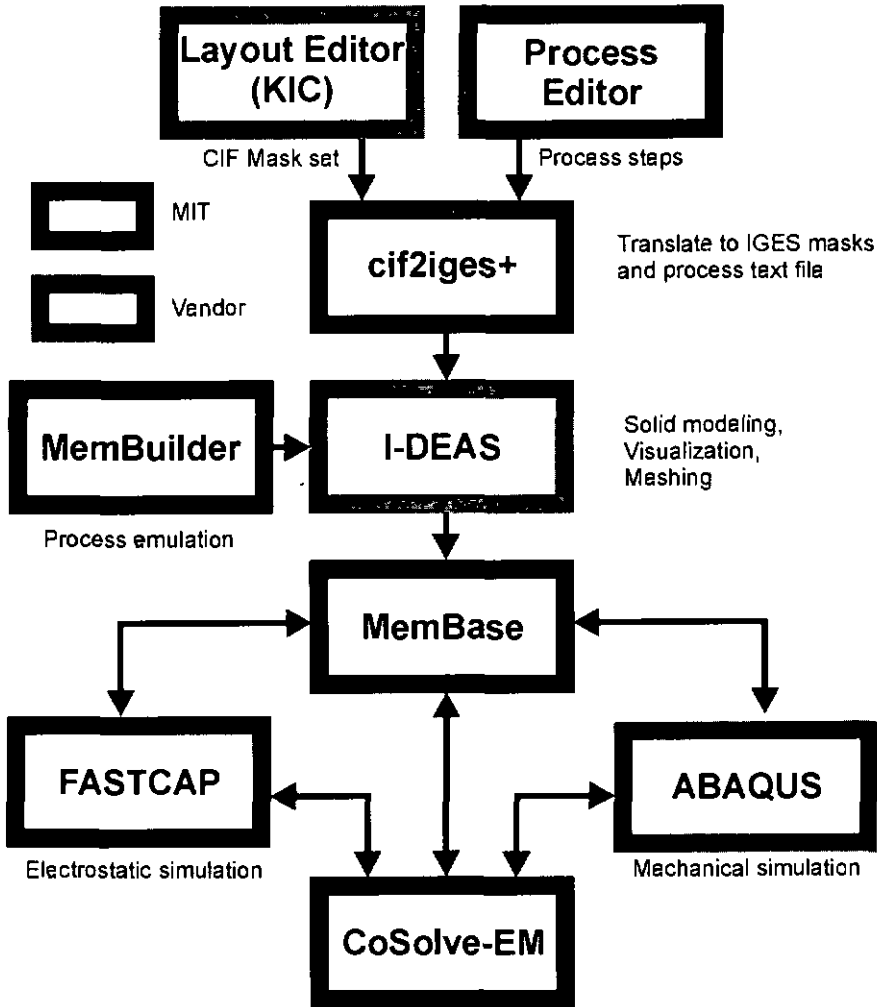 Layout Editor
(KIC)
Process
Editor
CIF Mask set
Process steps
MIT
cif2iges+
Translate to IGES masks
and process text file
Vendor
MemBuilder
I-DEAS
Solid modeling,
Visualization,
Meshing
Process emulation
MemBase
FASTCAP
ABAQUS
Electrostatic simulation
Mechanical simulation
CoSolve-EM